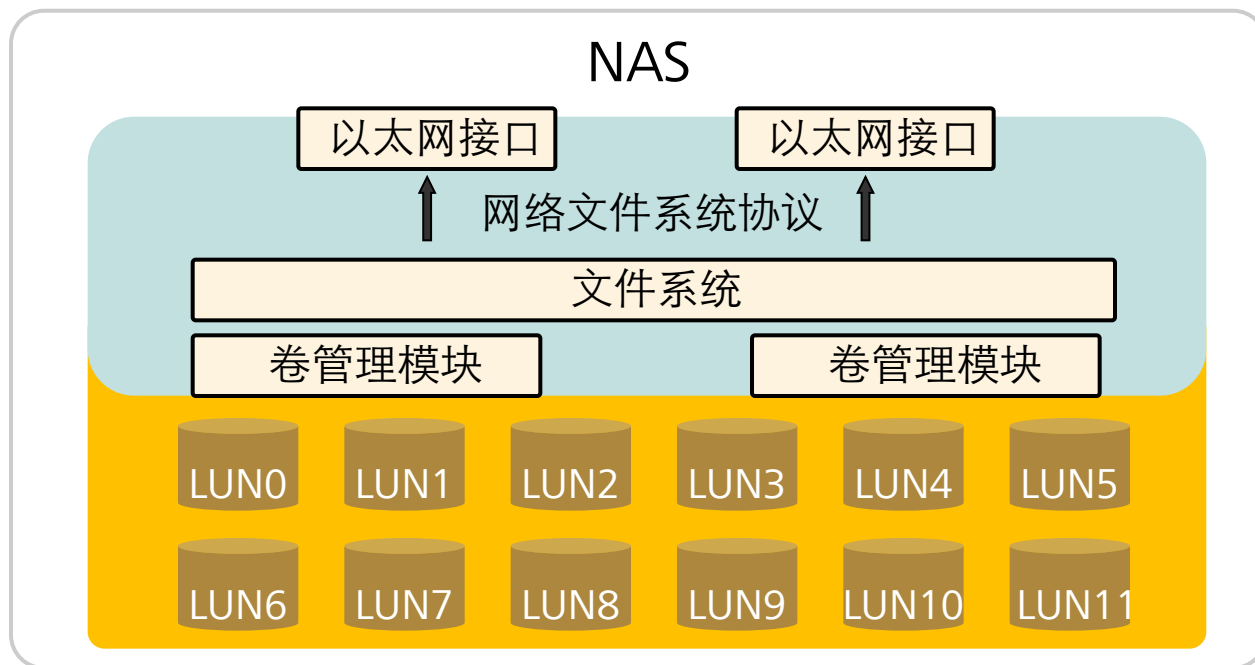 NAS
以太网接口 以太网接口
网络文件系统协议
文件系统
卷管理模块 卷管理模块
LUN0 LUN1 LUN2 LUN3 LUN4 LUN5
LUN6 LUN7 LUN8 LUN9 LUN10 LUN11